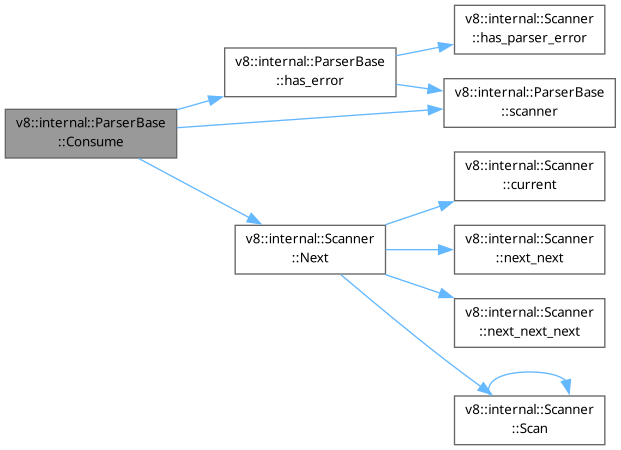 v8::internal::ParserBase
::Consume
v8::internal::ParserBase
::has_error
v8::internal::Scanner
::Next
v8::internal::Scanner
::has_parser_error
v8::internal::ParserBase
::scanner
v8::internal::Scanner
::current
v8::internal::Scanner
::next_next
v8::internal::Scanner
::next_next_next
v8::internal::Scanner
::Scan